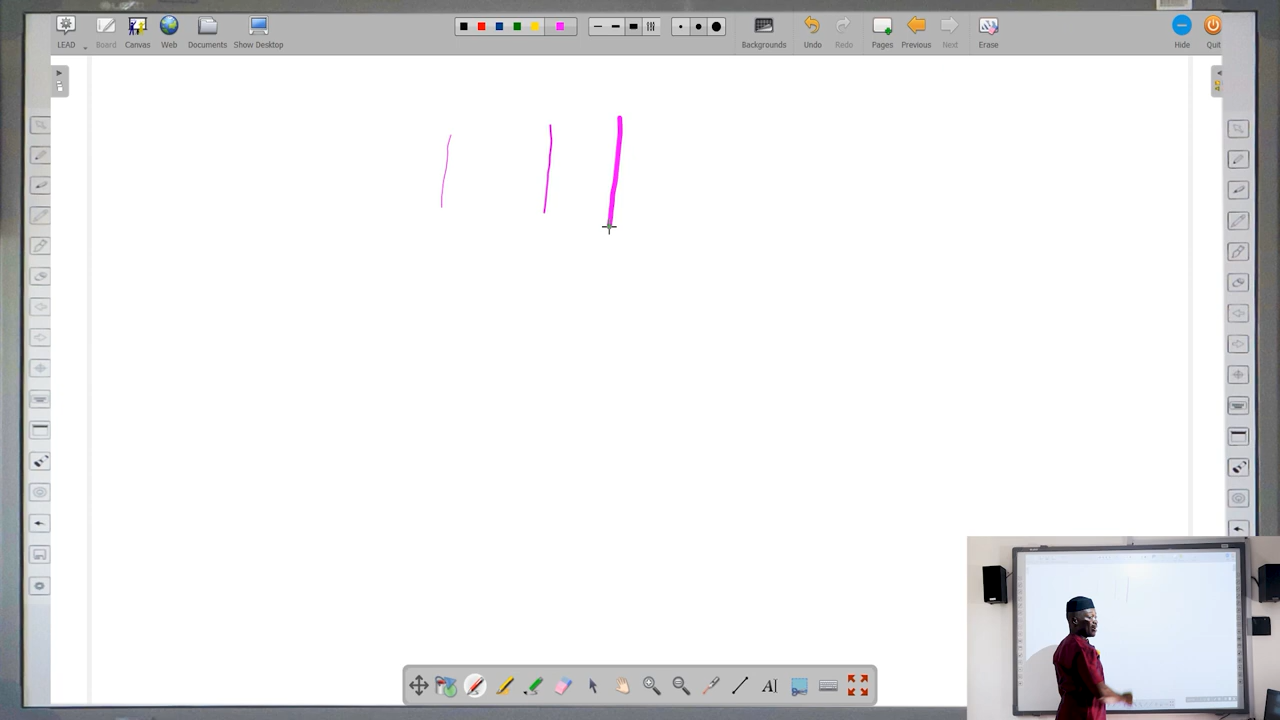 LEAD
Board
Canvas
Web
Documents
Show Desktop
Backgrounds
Undo
Redo
Pages
Previous
Next
Erase
Hide
Quit